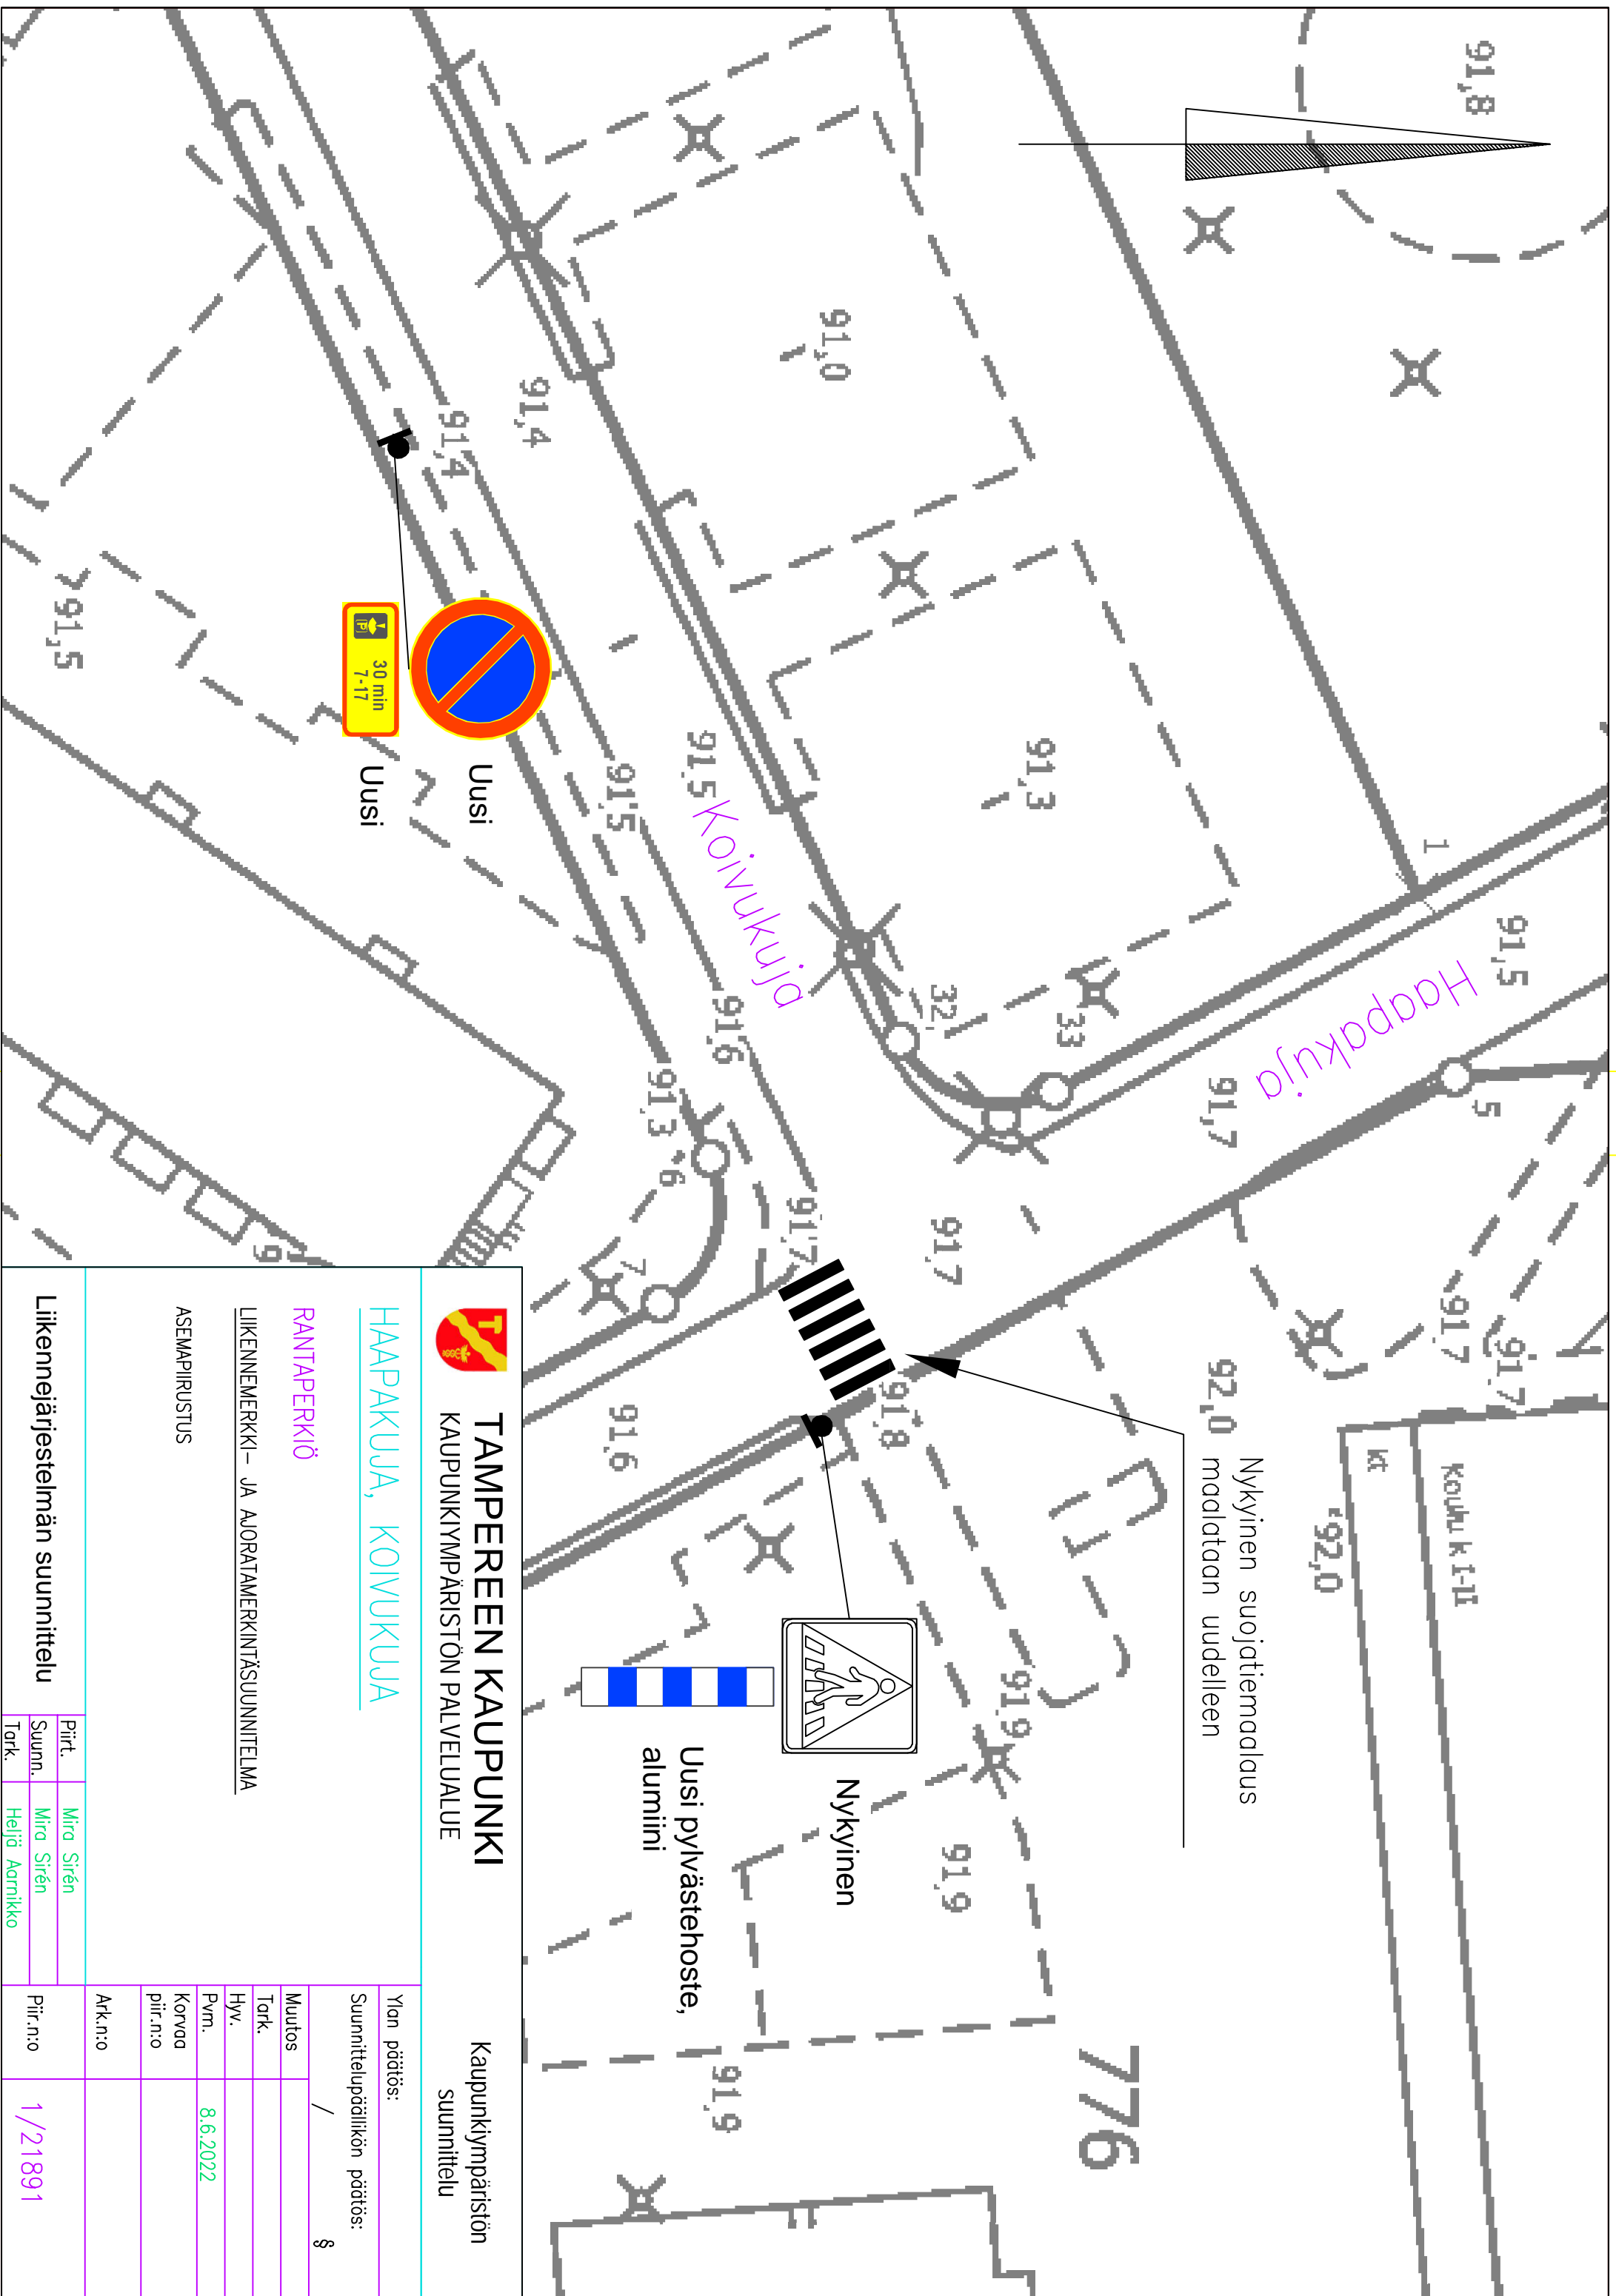 91,8
91,0
91,4
91,4
91,5
91,3
91,5
91,5
Koivukuja
Haapakuja
1
91,5
32
33
91,6
91,3
6
7
91,7
91,7
91,7
5
91,7
91,7
92,0
92,0
91,8
91,6
91,9
91,9
91,9
776
kt
30 min
7-17
Uusi
Uusi
Nykyinen suojatiemaalaus
maalataan uudelleen
Nykyinen
Uusi pylvästehoste,
alumiini
TAMPEREEN KAUPUNKI
KAUPUNKIYMPÄRISTÖN PALVELUALUE
Kaupunkiympäristön
suunnittelu
HAAPAKUJA, KOIVUKUJA
RANTAPERKIÖ
LIIKENNEMERKKI- JA AJORATAMERKINTÄSUUNNITELMA
ASEMAPIIRUSTUS
Ylan päätös:
Suunnittelupäällikön päätös:
/ §
Muutos
Tark.
Hyv.
Pvm. 8.6.2022
Korvaa
piir.n:o
Ark.n:o
Piir.n:o 1/21891
Liikennejärjestelmän suunnittelu
Piirt. Mira Sirén
Suunn. Mira Sirén
Tark. Heljä Aarnikko